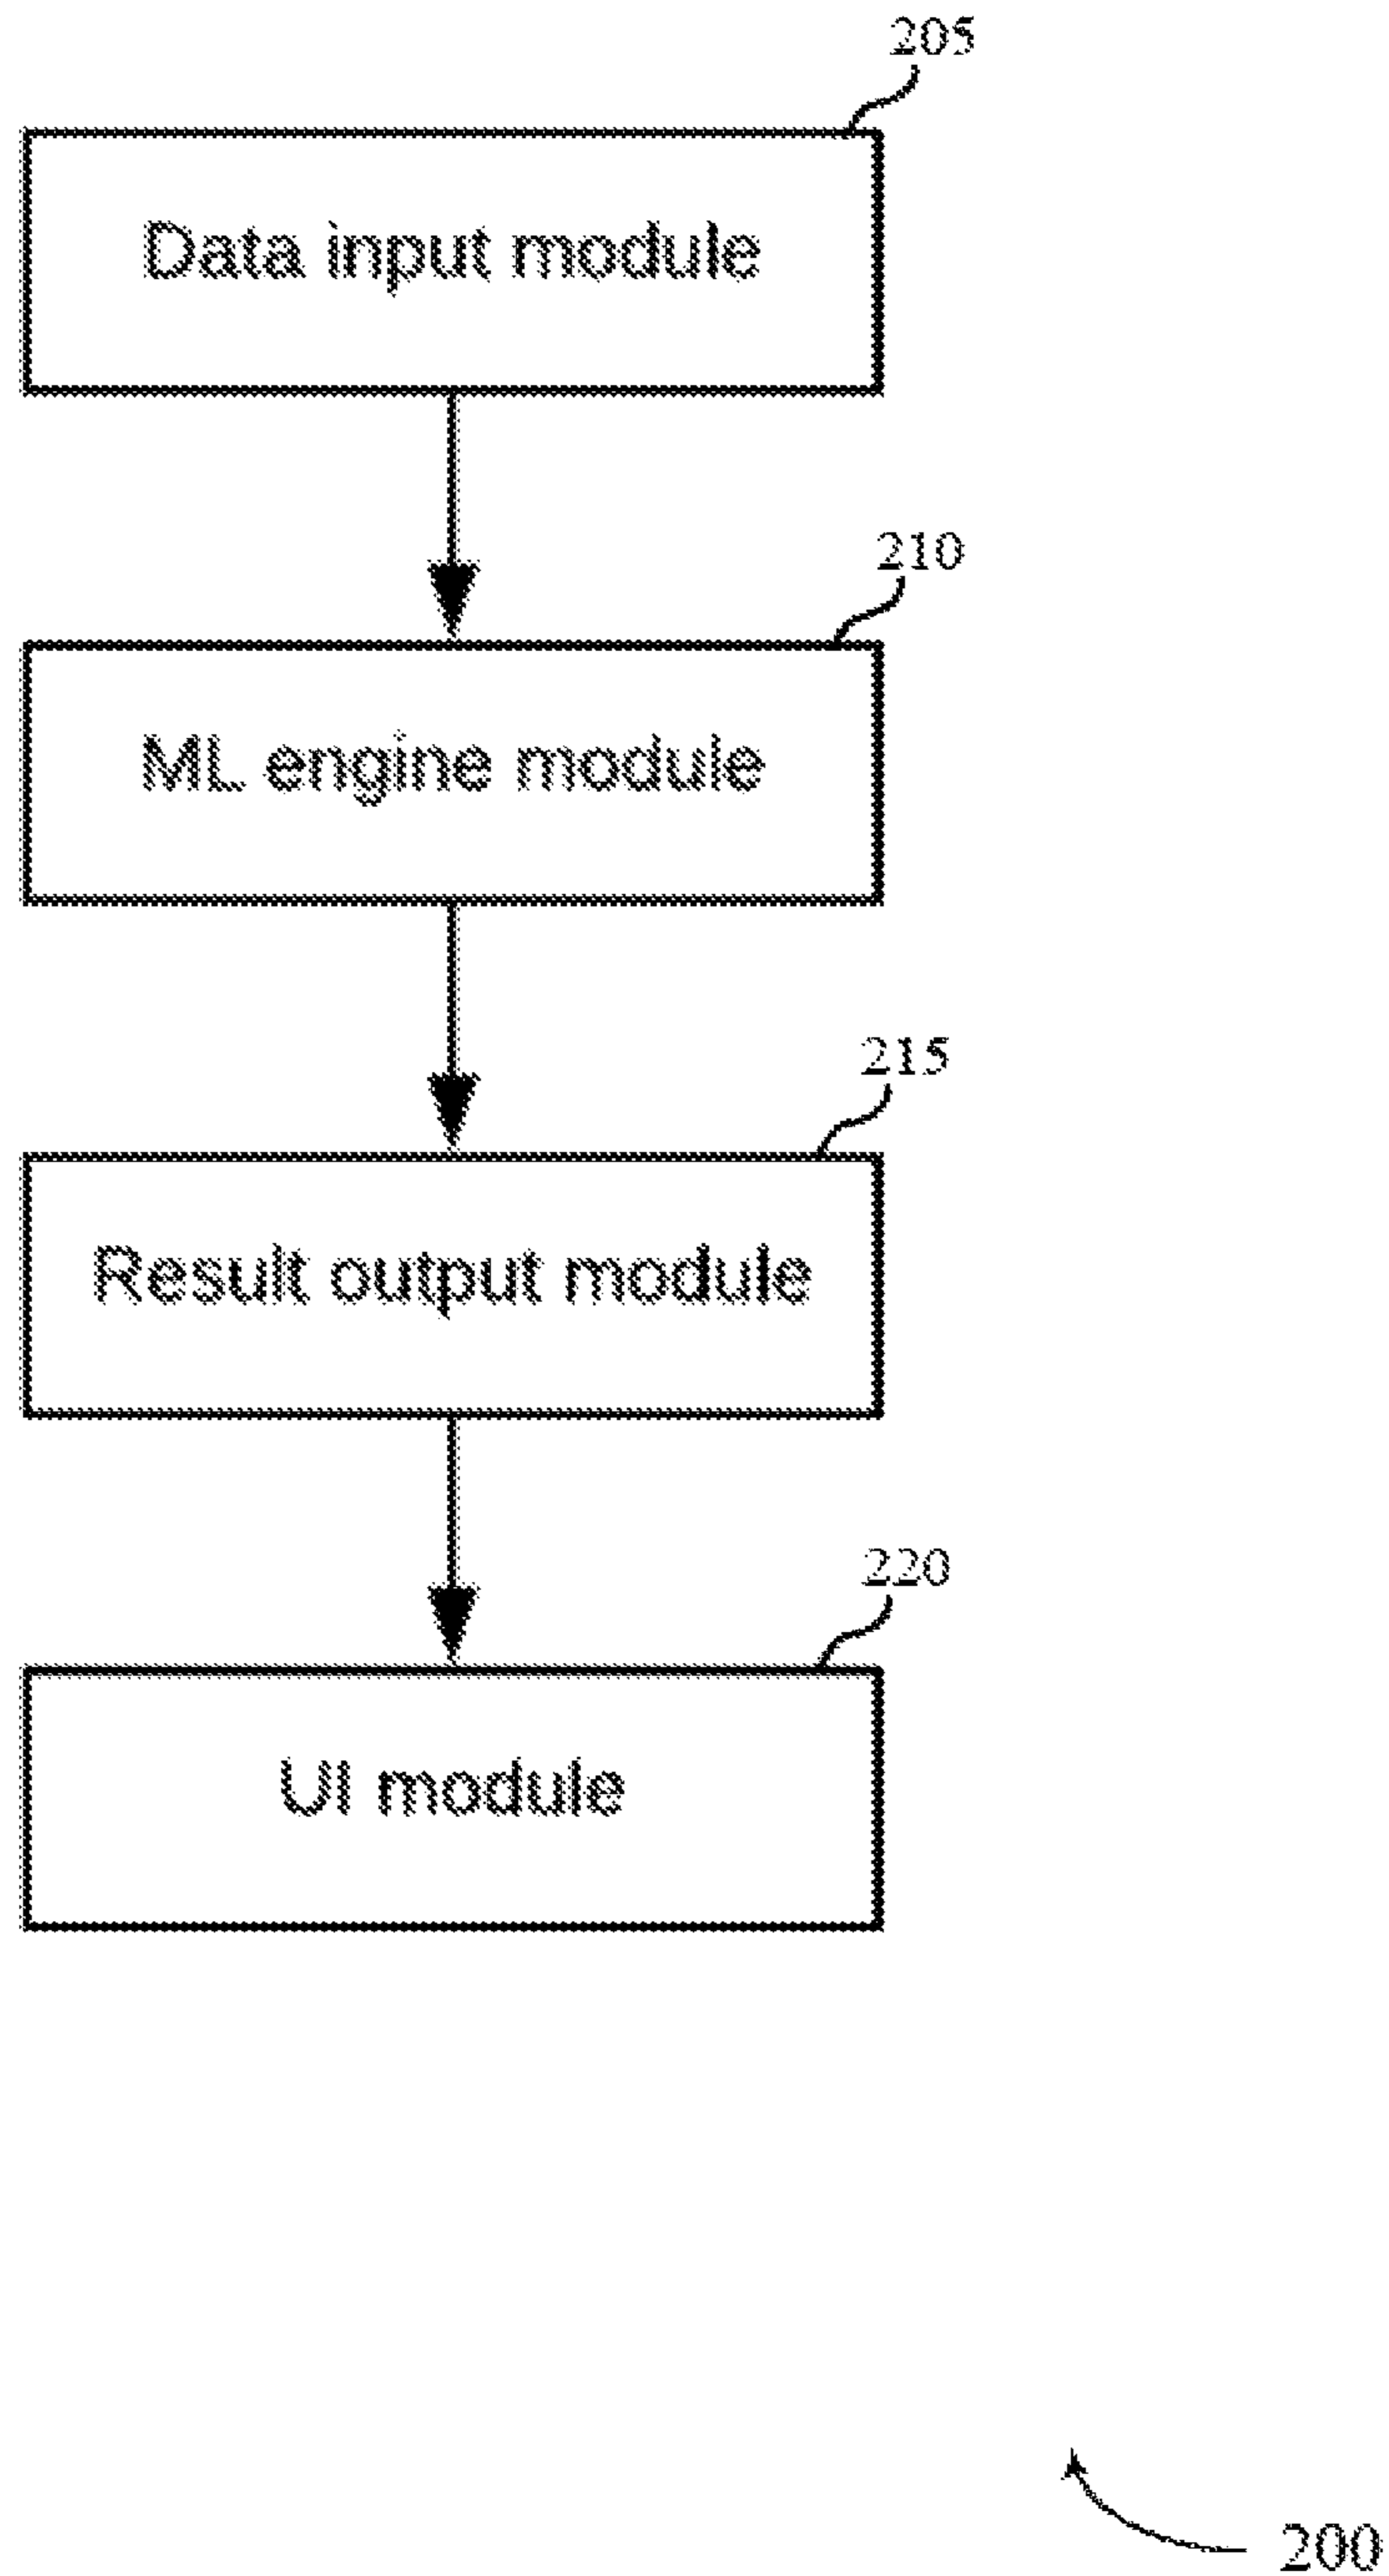 205
Data input module
210
ML engine module
215
Result output module
220
UI module
200